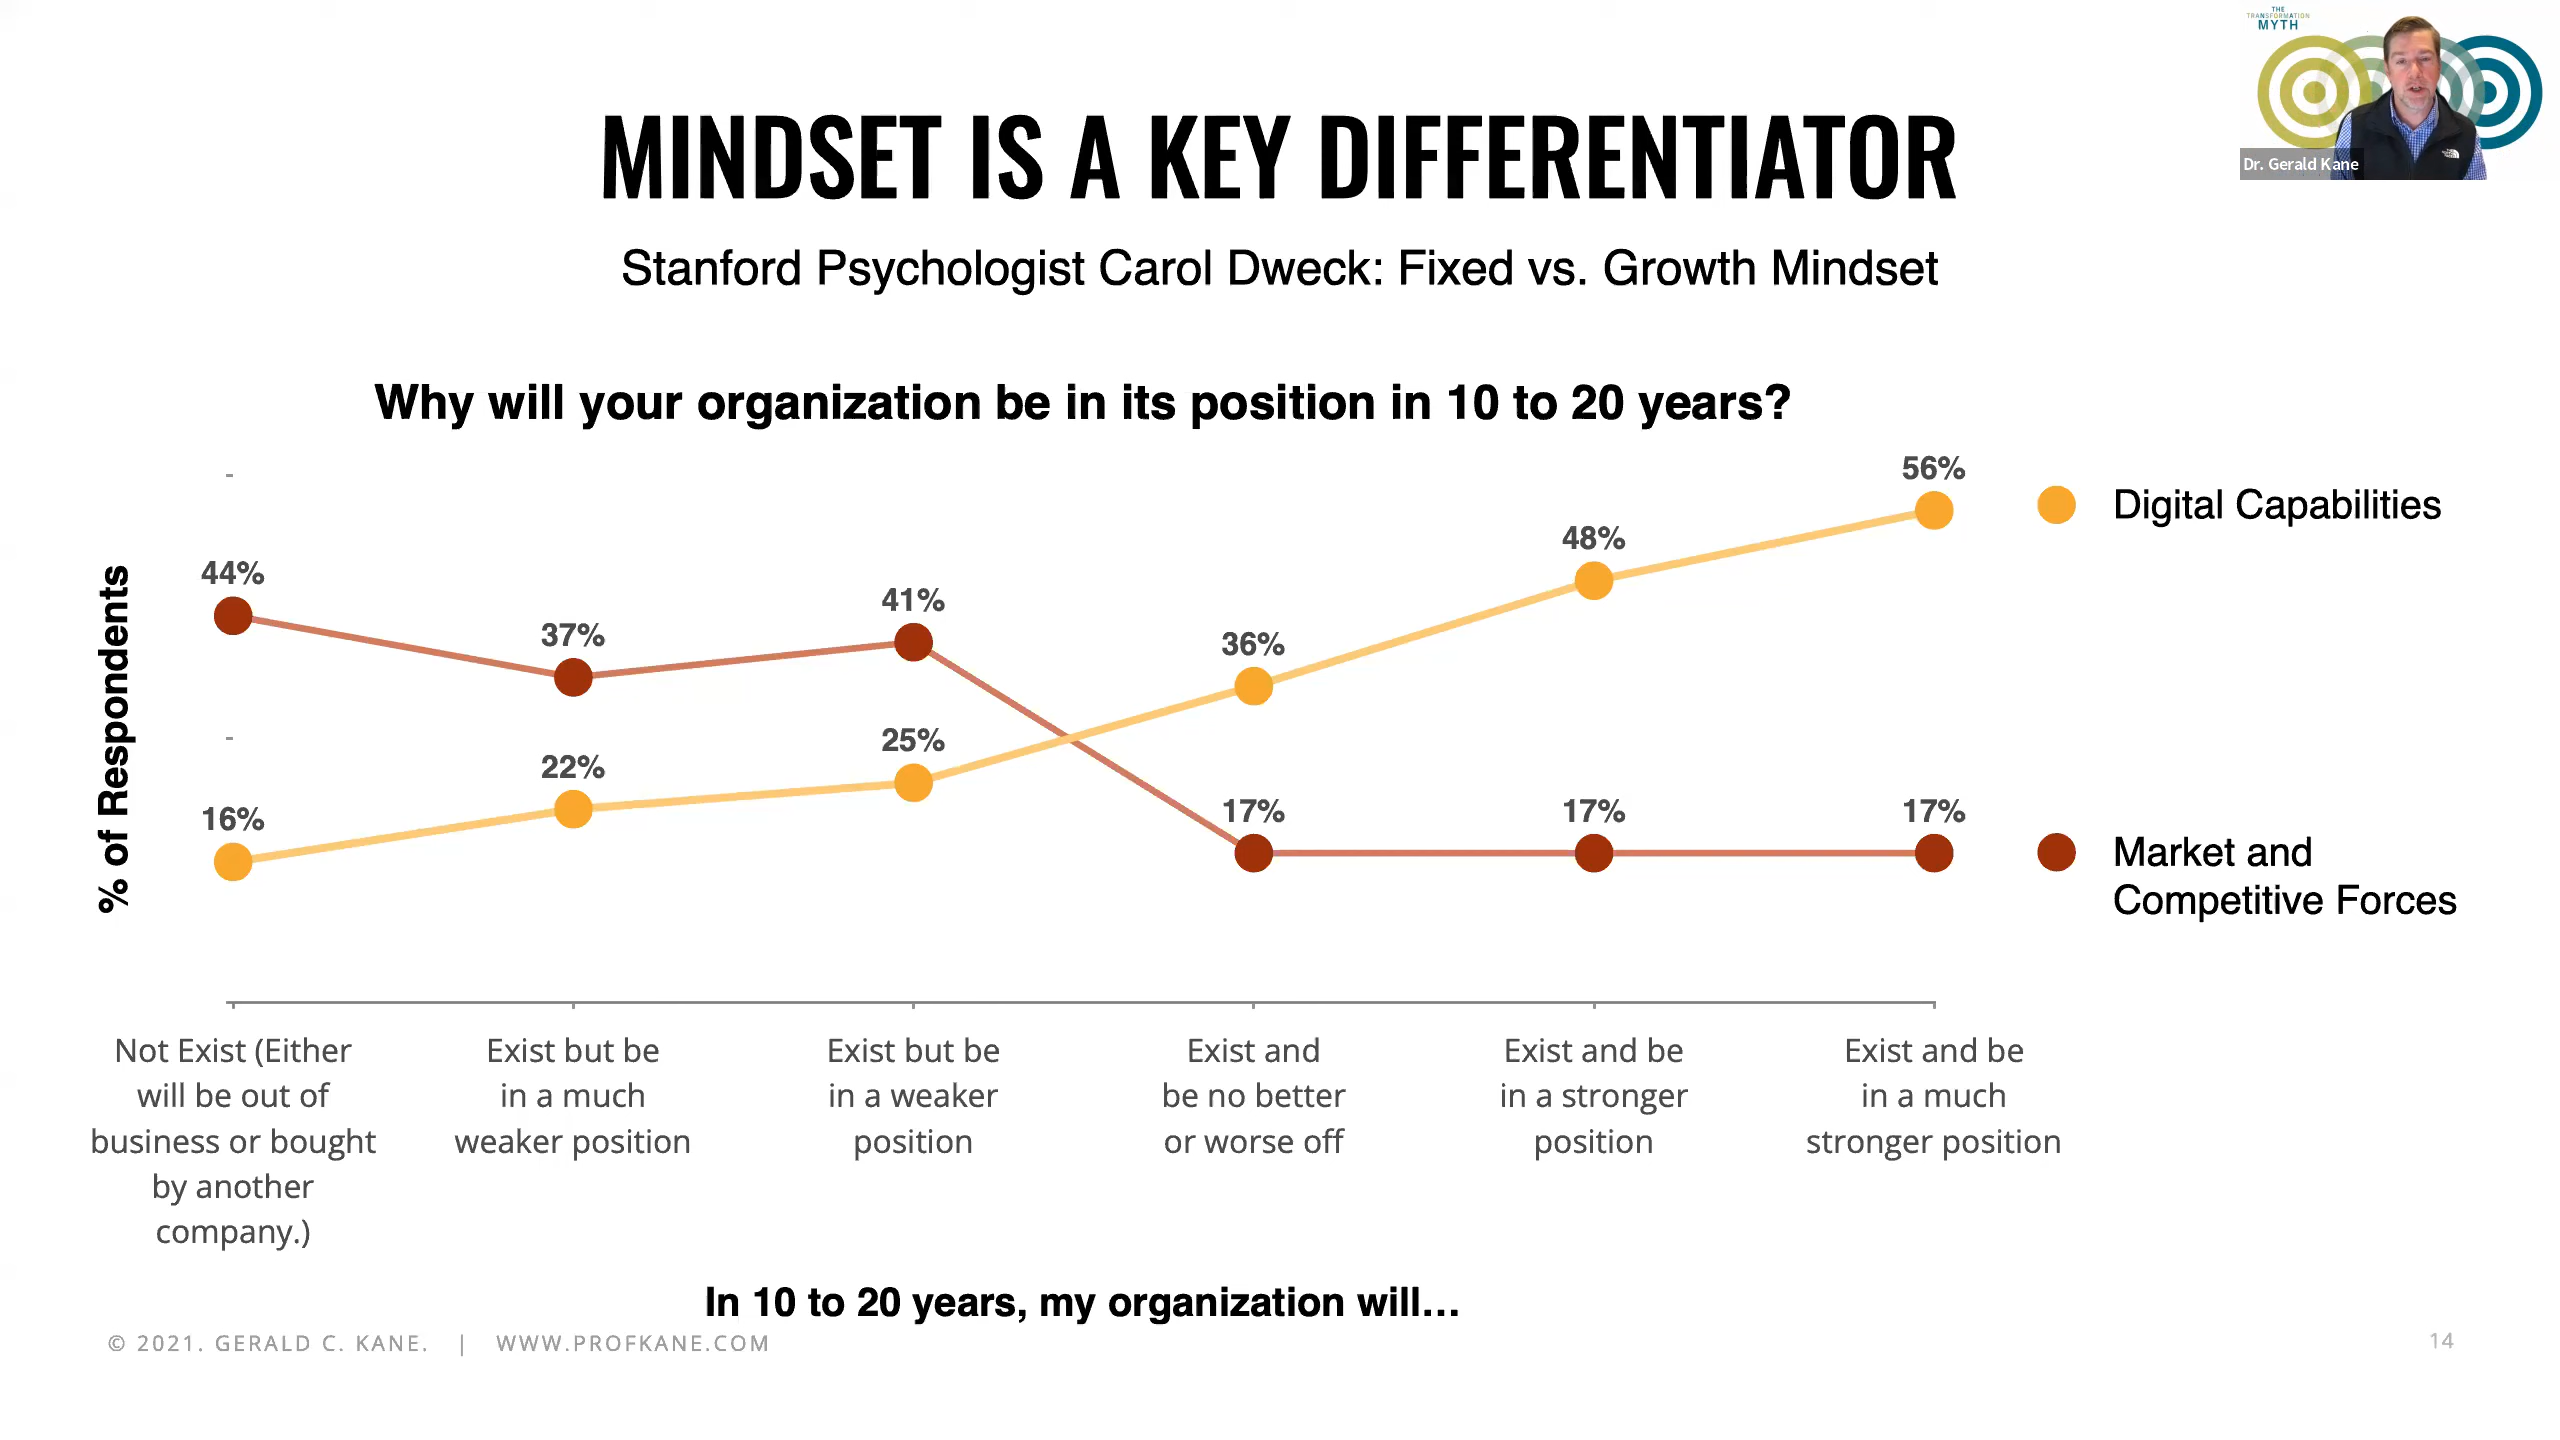 THE
TRANSFORMATION
MYTH
Dr. Gerald Kane
MINDSET IS A KEY DIFFERENTIATOR
Stanford Psychologist Carol Dweck: Fixed vs. Growth Mindset
Why will your organization be in its position in 10 to 20 years?
% of Respondents
-
-
44%
37%
41%
17%
17%
17%
16%
22%
25%
36%
48%
56%
Digital Capabilities
Market and
Competitive Forces
Not Exist (Either
will be out of
business or bought
by another
company.)
Exist but be
in a much
weaker position
Exist but be
in a weaker
position
Exist and
be no better
or worse off
Exist and be
in a stronger
position
Exist and be
in a much
stronger position
In 10 to 20 years, my organization will...
© 2021. GERALD C. KANE. | WWW.PROFKANE.COM
14